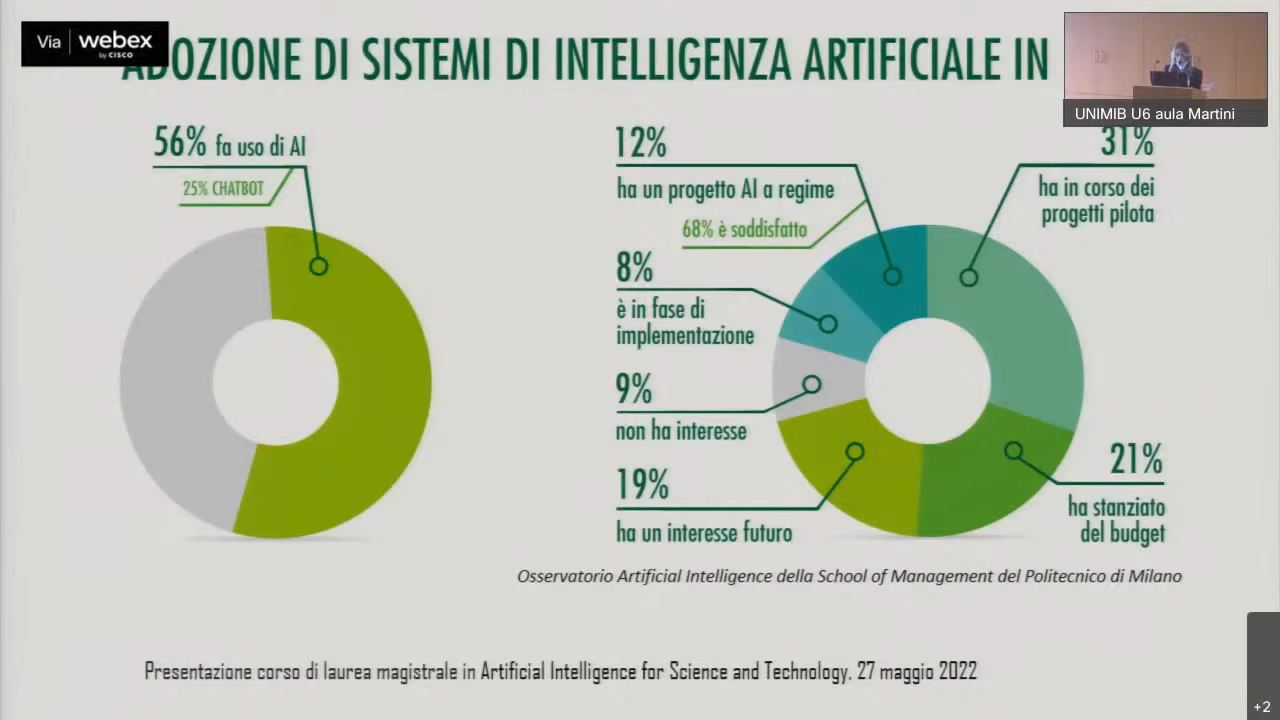 Via webex
by CISCO
ADOZIONE DI SISTEMI DI INTELLIGENZA ARTIFICIALE IN
UNIMIB U6 aula Martini
56% fa uso di AI
25% CHATBOT
12%
ha un progetto AI a regime
68% è soddisfatto
8%
è in fase di
implementazione
9%
non ha interesse
19%
ha un interesse futuro
31%
ha in corso dei
progetti pilota
21%
ha stanziato
del budget
Osservatorio Artificial Intelligence della School of Management del Politecnico di Milano
Presentazione corso di laurea magistrale in Artificial Intelligence for Science and Technology. 27 maggio 2022
+2